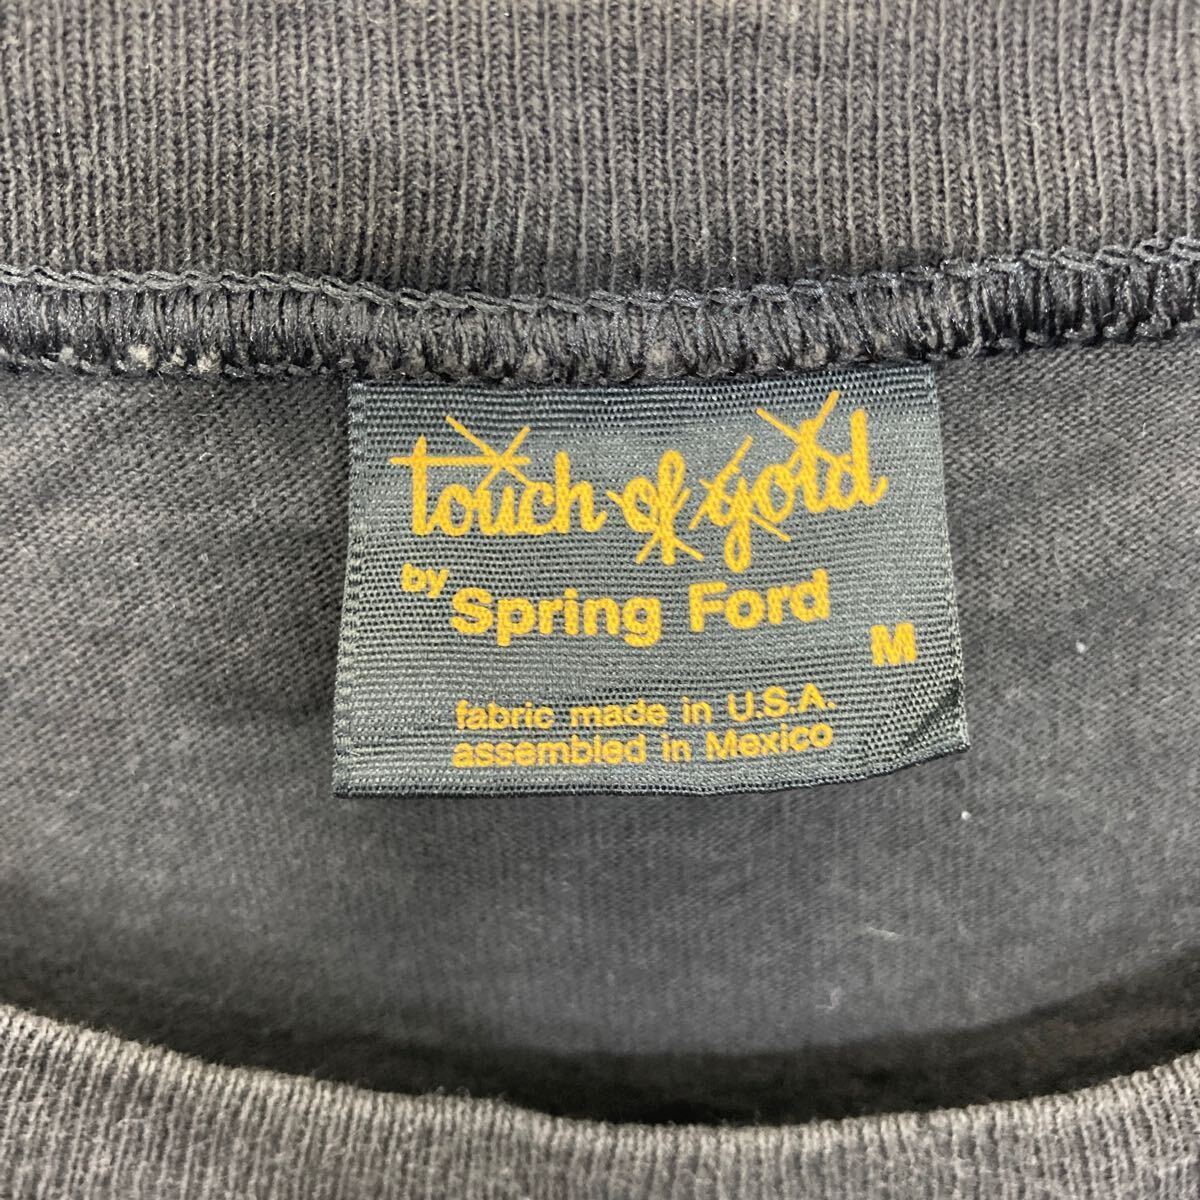 touch of gold
by Spring Ford
M
fabric made in U.S.A.
assembled in Mexico